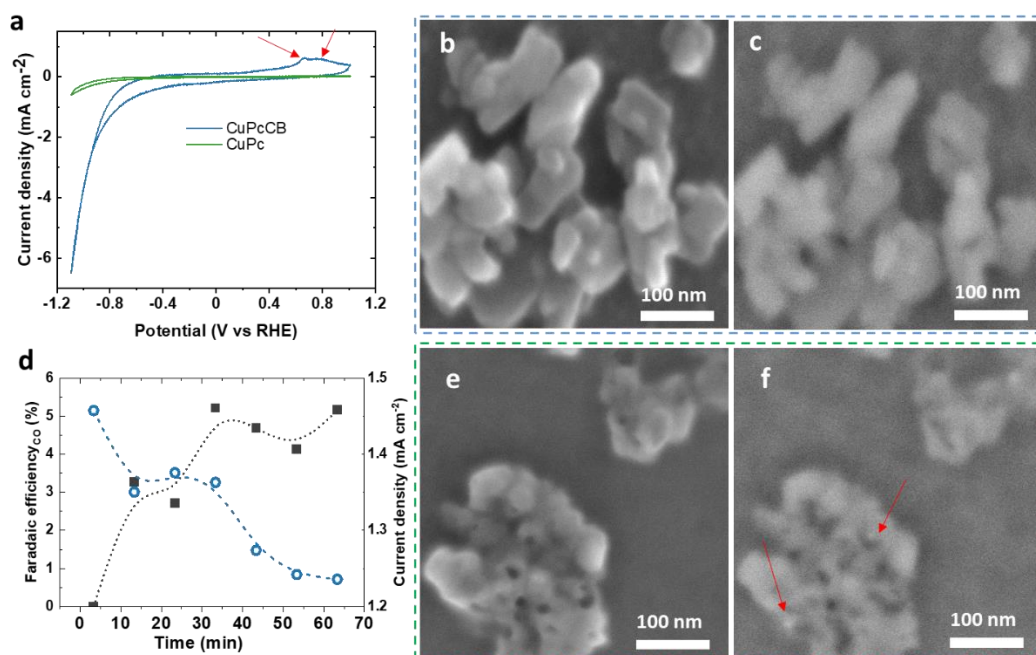 a
Current density (mA cm-2)
0
-2
-4
-6
CuPcCB
CuPc
-1.2 -0.8 -0.4 0 0.4 0.8 1.2
Potential (V vs RHE)
b
100 nm
c
100 nm
d
Faradaic efficiencyCO (%)
6
5
4
3
2
1
0
0 10 20 30 40 50 60 70
Time (min)
1.5
1.4
1.3
1.2
Current density (mA cm-2)
e
100 nm
f
100 nm